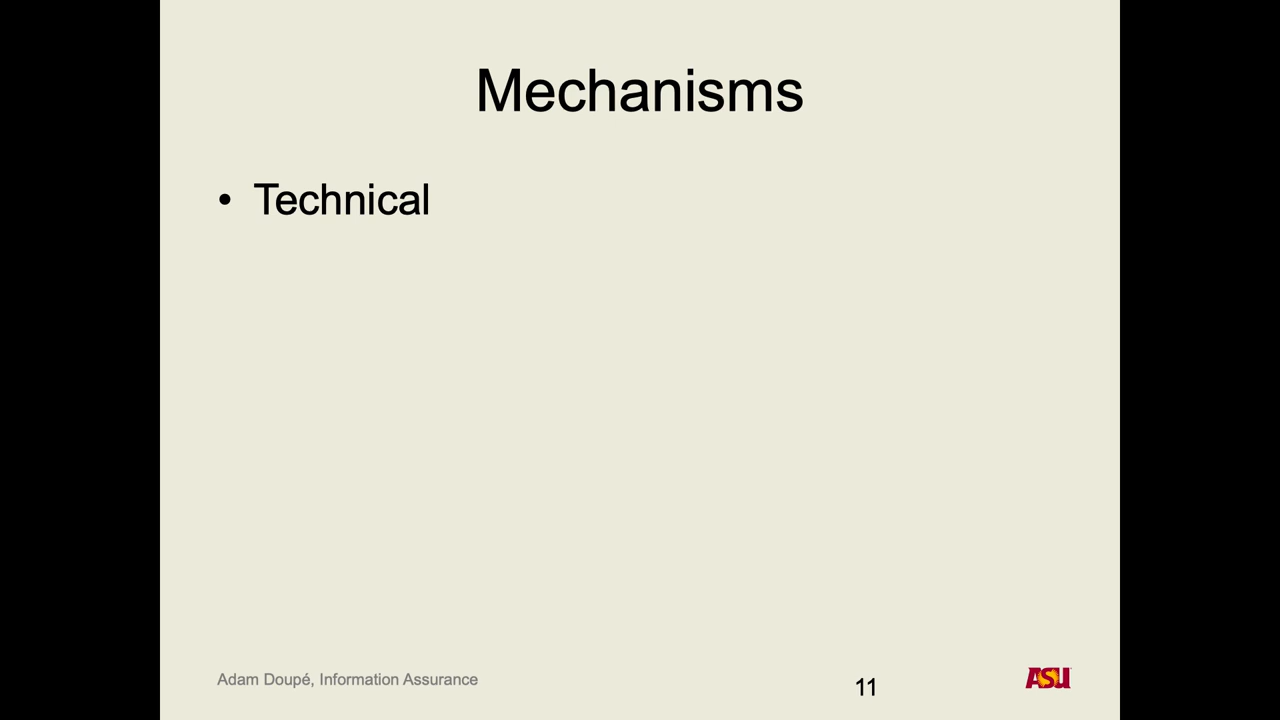 Mechanisms
• Technical
Adam Doupé, Information Assurance
11
ASU